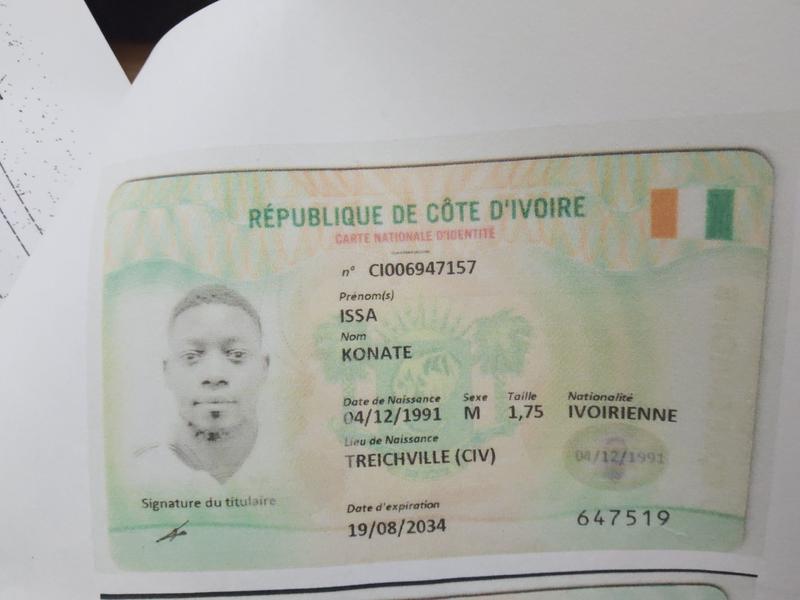 RÉPUBLIQUE DE CÔTE D'IVOIRE
CARTE NATIONALE D'IDENTITÉ
n° CI006947157
Prénom(s)
ISSA
Nom
KONATE
Date de Naissance Sexe Taille Nationalité
04/12/1991 M 1,75 IVOIRIENNE
Lieu de Naissance
TREICHVILLE (CIV)
04/12/1991
Signature du titulaire
Date d'expiration
19/08/2034
647519